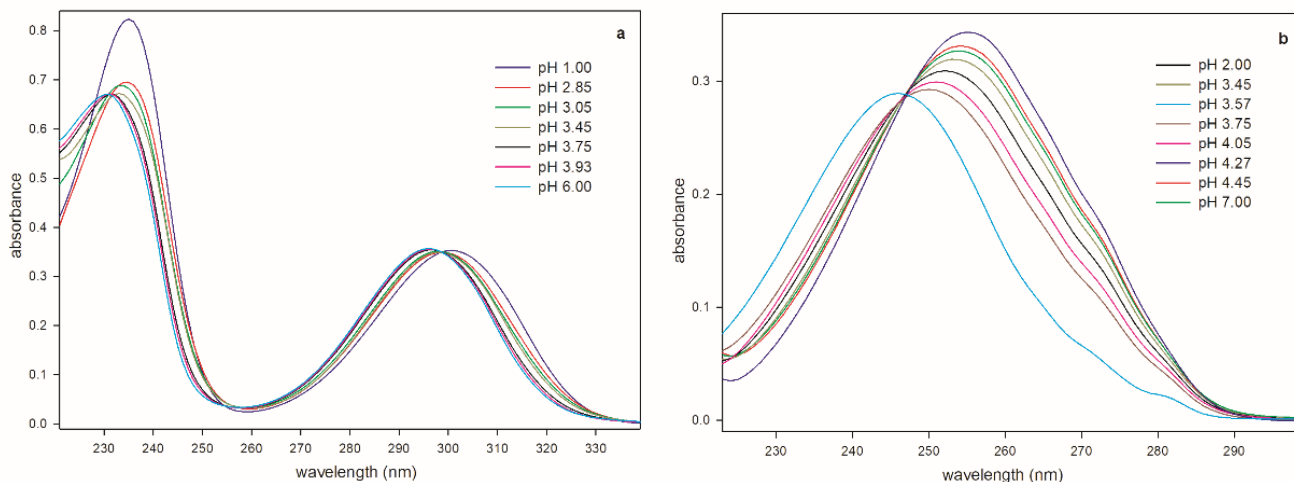 a
0.8
0.7
0.6
0.5
0.4
0.3
0.2
0.1
0.0
absorbance
pH 1.00
pH 2.85
pH 3.05
pH 3.45
pH 3.75
pH 3.93
pH 6.00
230 240 250 260 270 280 290 300 310 320 330
wavelength (nm)
b
0.3
0.2
0.1
0.0
absorbance
pH 2.00
pH 3.45
pH 3.57
pH 3.75
pH 4.05
pH 4.27
pH 4.45
pH 7.00
230 240 250 260 270 280 290
wavelength (nm)